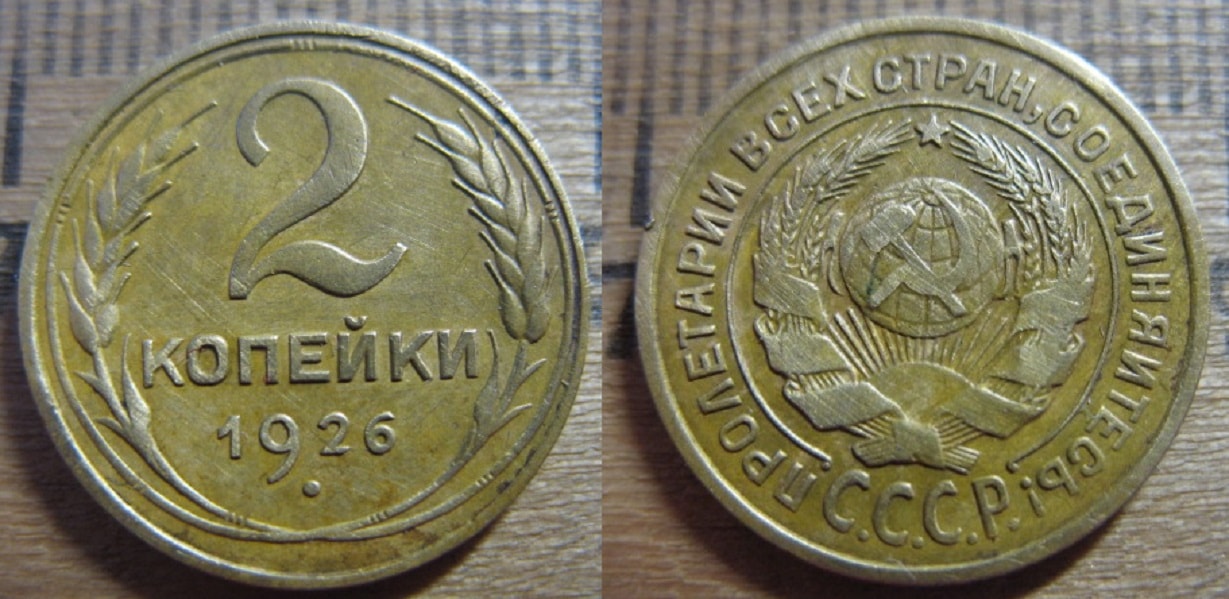 2
КОПЕЙКИ
1926
ПРОЛЕТАРИИ ВСЕХ СТРАН, СОЕДИНЯЙТЕСЬ!
С.С.С.Р.